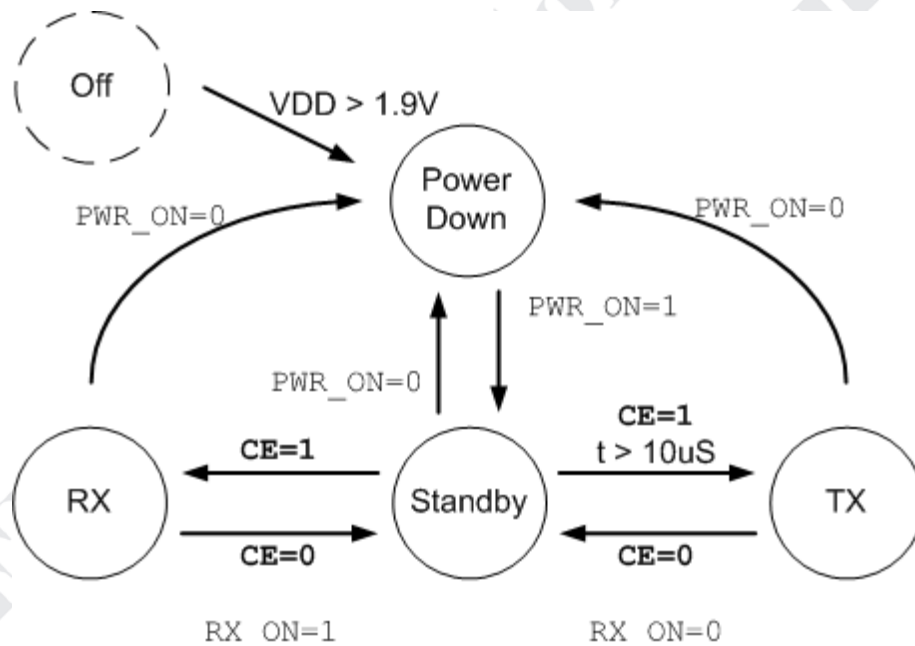 Off
VDD > 1.9V
Power
Down
PWR_ON=0
PWR_ON=0
PWR_ON=1
PWR_ON=0
CE=1
t > 10uS
CE=1
RX
Standby
TX
CE=0
CE=0
RX ON=1
RX ON=0